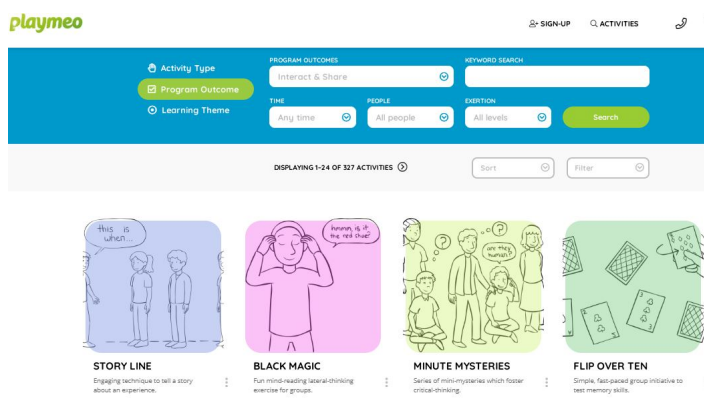 playmeo
SIGN-UP
ACTIVITIES
Activity Type
Program Outcome
Learning Theme
PROGRAM OUTCOMES
Interact & Share
KEYWORD SEARCH
TIME
Any time
PEOPLE
All people
EXERTION
All levels
Search
DISPLAYING 1-24 OF 327 ACTIVITIES
Sort
Filter
this is
when...
hmmm, is it
the red shoe?
are they
human?
STORY LINE
Engaging technique to tell a story
about an experience.
BLACK MAGIC
Fun mind-reading lateral-thinking
exercise for groups.
MINUTE MYSTERIES
Series of mini-mysteries which foster
critical-thinking.
FLIP OVER TEN
Simple, fast-paced group initiative to
test memory skills.